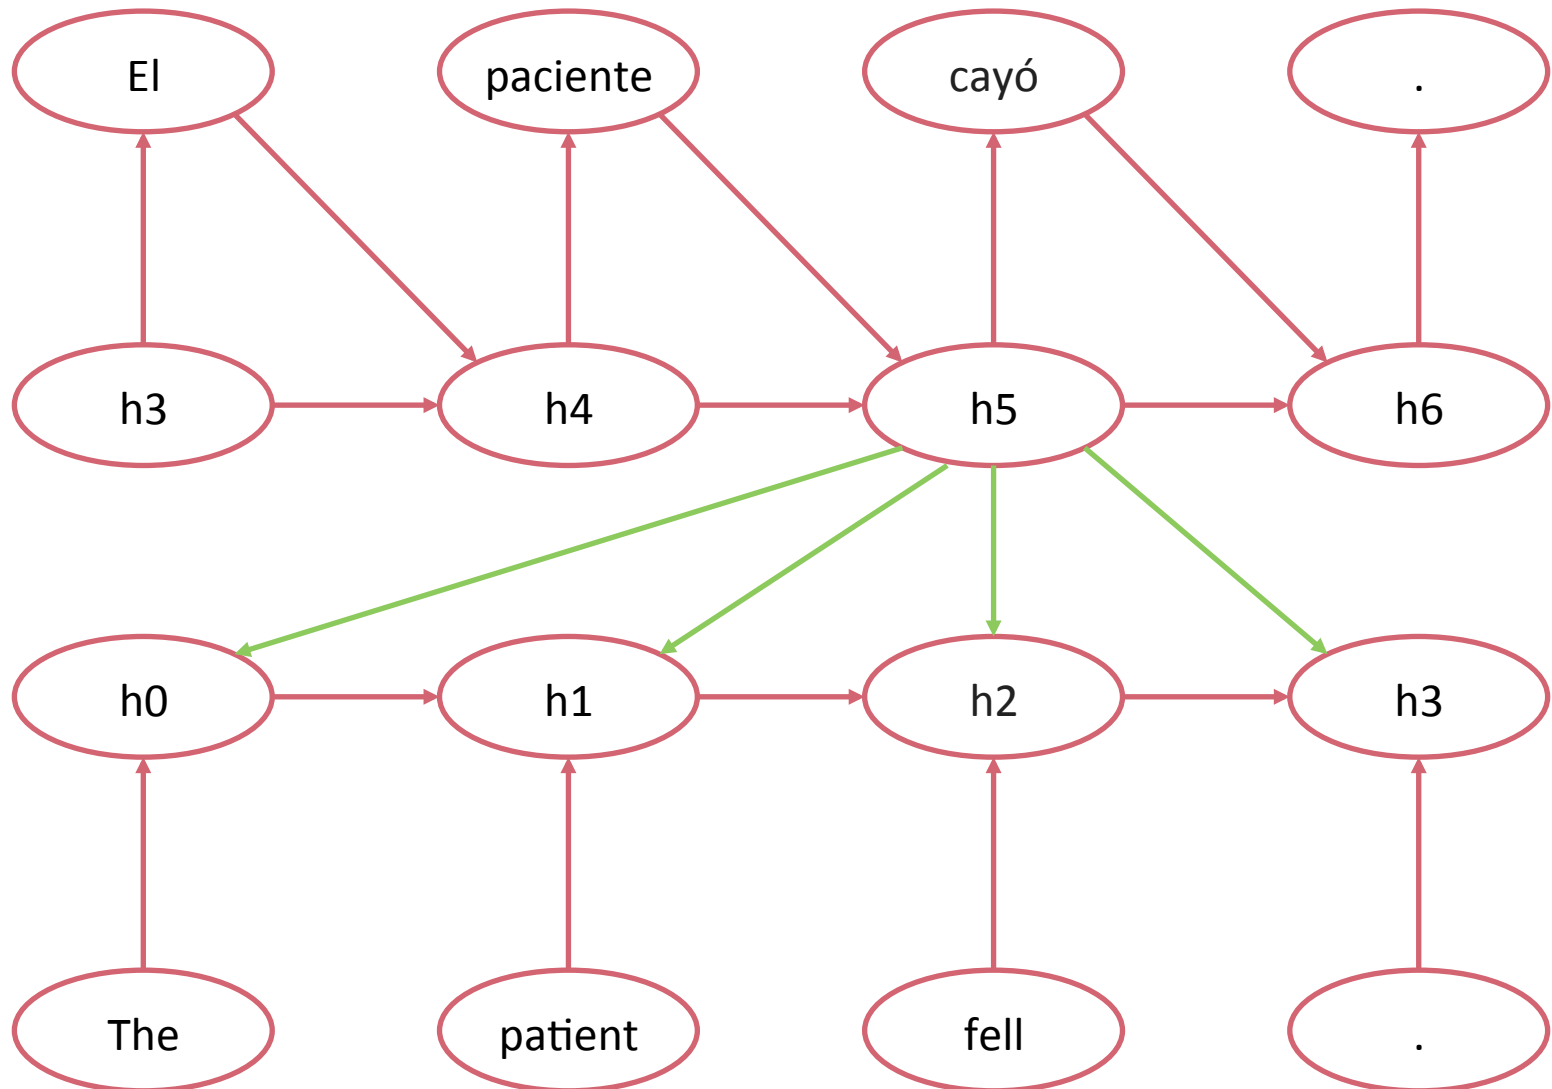 El paciente cayó .
h3 h4 h5 h6
h0 h1 h2 h3
The patient fell .